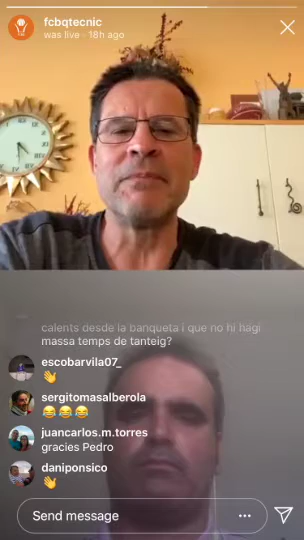 fcbqtecnic
was live · 18h ago
calents desde la banqueta i que no hi hagi
massa temps de tanteig?
escobarvila07_
👋
sergitomasalberola
😂😂😂
juancarlos.m.torres
gracies Pedro
daniponsico
👋
Send message